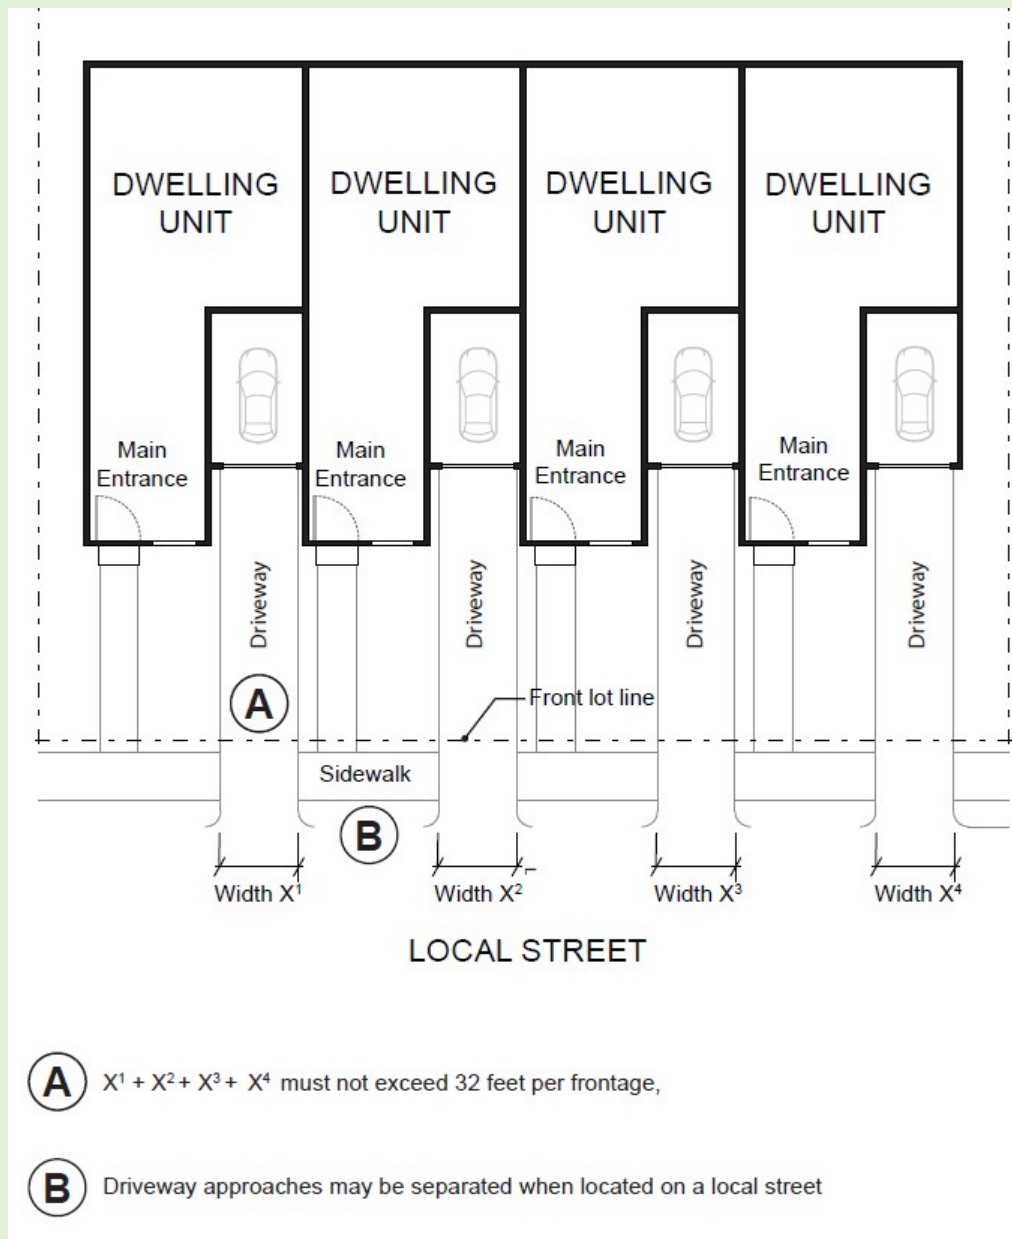 DWELLING UNIT
DWELLING UNIT
DWELLING UNIT
DWELLING UNIT
Main Entrance
Main Entrance
Main Entrance
Main Entrance
Driveway
Driveway
Driveway
Driveway
A
Front lot line
Sidewalk
B
Width X¹
Width X²
Width X³
Width X⁴
LOCAL STREET
A X¹ + X² + X³ + X⁴ must not exceed 32 feet per frontage,
B Driveway approaches may be separated when located on a local street